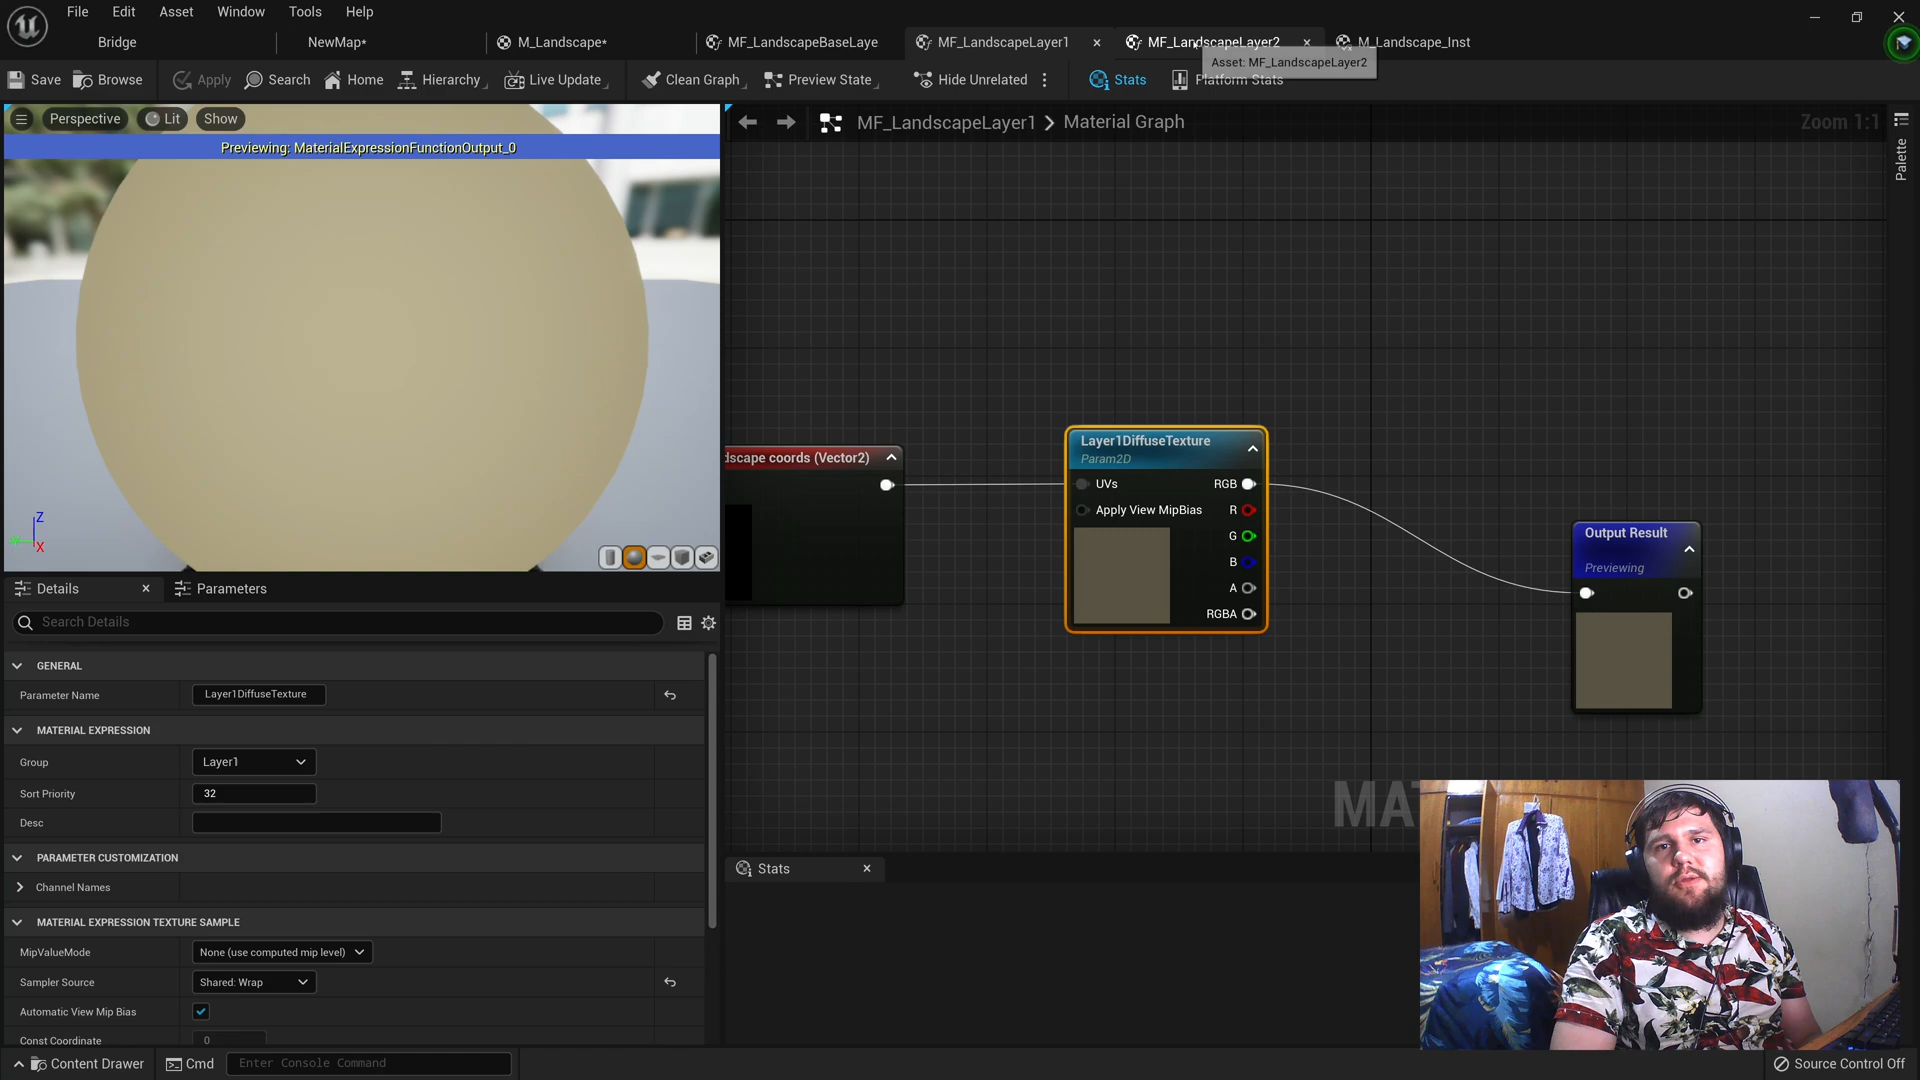 File
Edit
Asset
Window
Tools
Help
Bridge
NewMap*
M_Landscape*
MF_LandscapeBaseLaye
MF_LandscapeLayer1
MF_LandscapeLayer2
M_Landscape_Inst
Asset: MF_LandscapeLayer2
Save
Browse
Apply
Search
Home
Hierarchy
Live Update
Clean Graph
Preview State
Hide Unrelated
Stats
Platform Stats
Perspective
Lit
Show
Previewing: MaterialExpressionFunctionOutput_0
MF_LandscapeLayer1
Material Graph
Zoom 1:1
Palette
dscape coords (Vector2)
Layer1DiffuseTexture
Param2D
UVs
RGB
Apply View MipBias
R
G
B
A
RGBA
Output Result
Previewing
Z
X
Details
Parameters
Search Details
GENERAL
Parameter Name
Layer1DiffuseTexture
MATERIAL EXPRESSION
Group
Layer1
Sort Priority
32
Desc
PARAMETER CUSTOMIZATION
Channel Names
MATERIAL EXPRESSION TEXTURE SAMPLE
MipValueMode
None (use computed mip level)
Sampler Source
Shared: Wrap
Automatic View Mip Bias
Const Coordinate
0
MA
Stats
Content Drawer
Cmd
Enter Console Command
Source Control Off